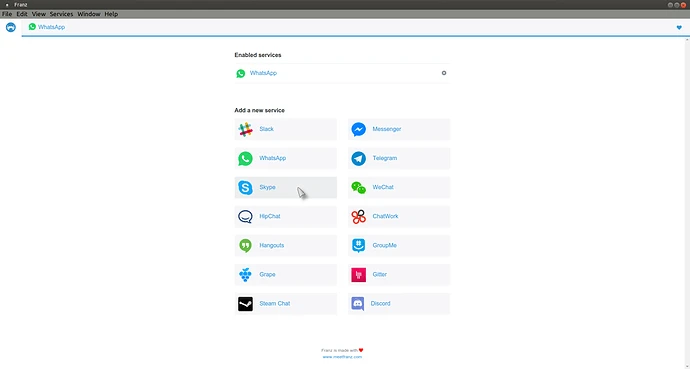 Franz
File Edit View Services Window Help
WhatsApp
Enabled services
WhatsApp
Add a new service
Slack
Messenger
WhatsApp
Telegram
Skype
WeChat
HipChat
ChatWork
Hangouts
GroupMe
Grape
Gitter
Steam Chat
Discord
Franz is made with
www.meetfranz.com